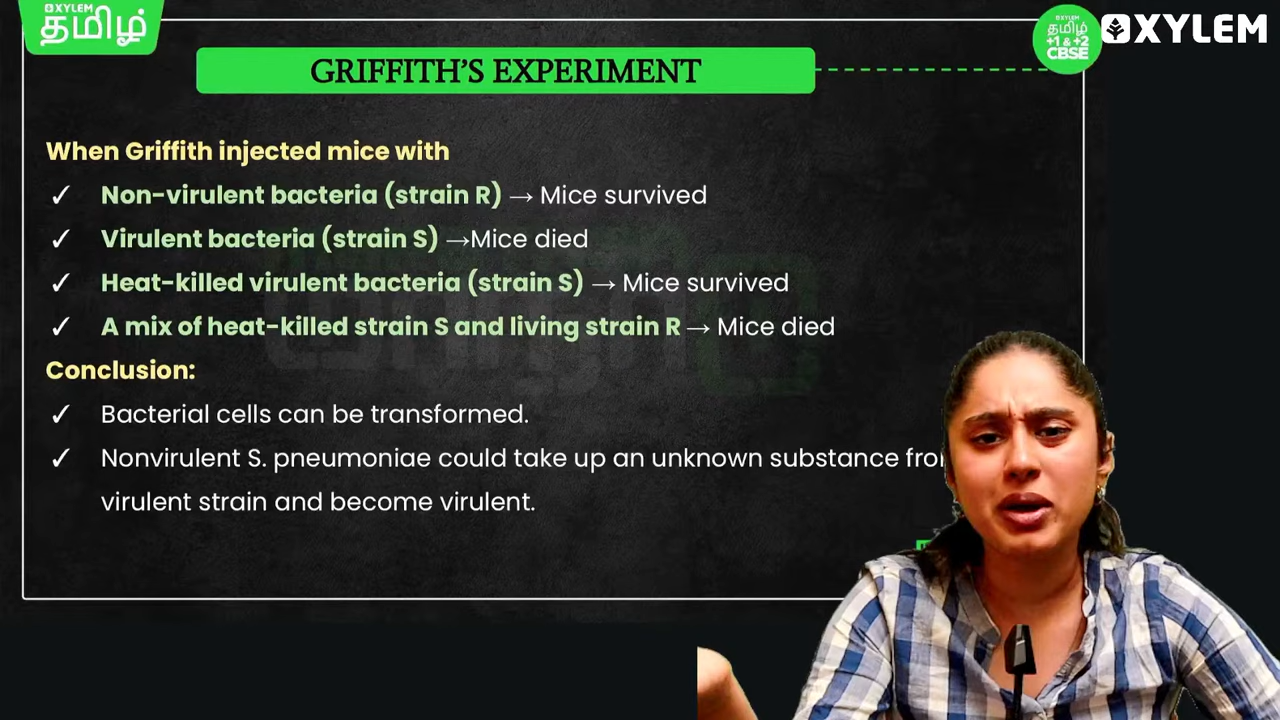 OXYLEM
தமிழ்
OXYLEM
தமிழ்
+1 & +2
CBSE
OXYLEM
GRIFFITH'S EXPERIMENT
When Griffith injected mice with
✓ Non-virulent bacteria (strain R) → Mice survived
✓ Virulent bacteria (strain S) →Mice died
✓ Heat-killed virulent bacteria (strain S) → Mice survived
✓ A mix of heat-killed strain S and living strain R → Mice died
Conclusion:
✓ Bacterial cells can be transformed.
✓ Nonvirulent S. pneumoniae could take up an unknown substance
virulent strain and become virulent.